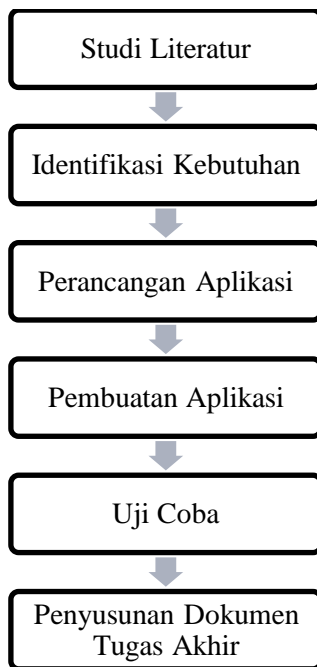 Studi Literatur
Identifikasi Kebutuhan
Perancangan Aplikasi
Pembuatan Aplikasi
Uji Coba
Penyusunan Dokumen
Tugas Akhir